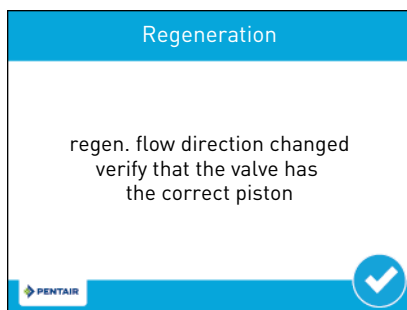 Regeneration
regen. flow direction changed
verify that the valve has
the correct piston
PENTAIR